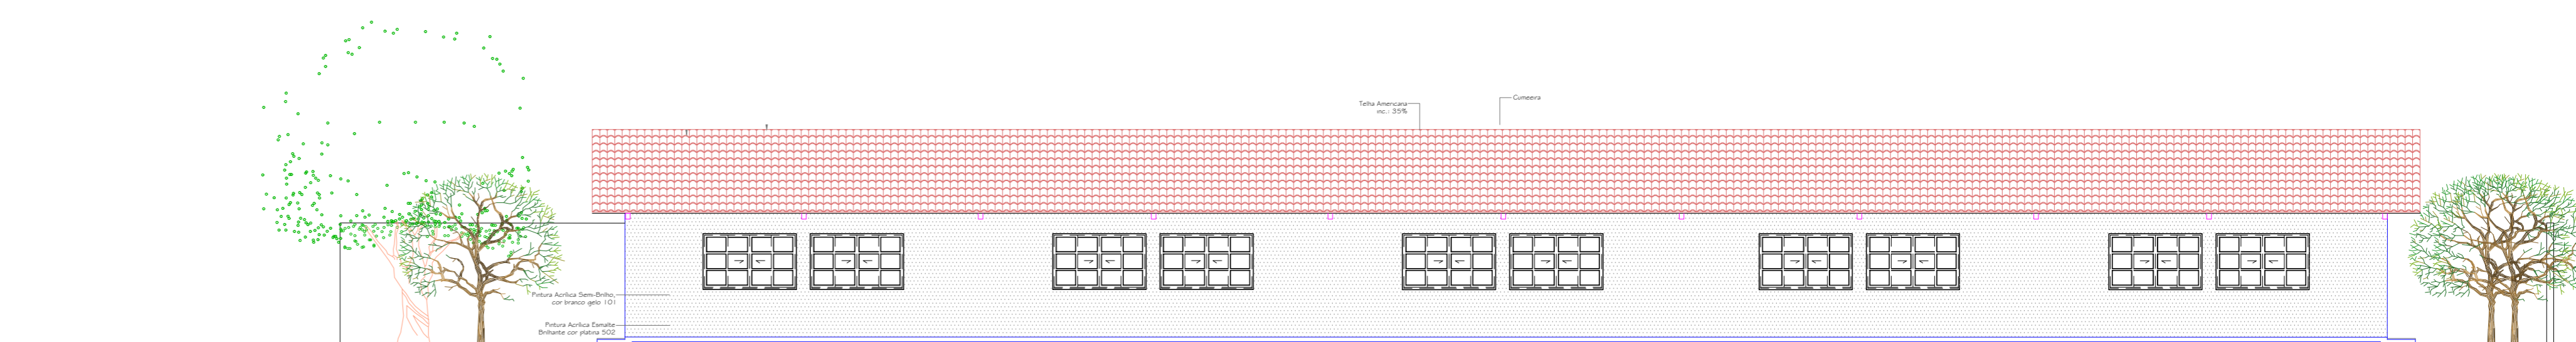 Cumeeira
Telha Americana
inc.: 35%
Pintura Acrílica Semi-Brilho,
cor branco gelo 101
Pintura Acrílica Esmalte
Brilhante cor platina 502